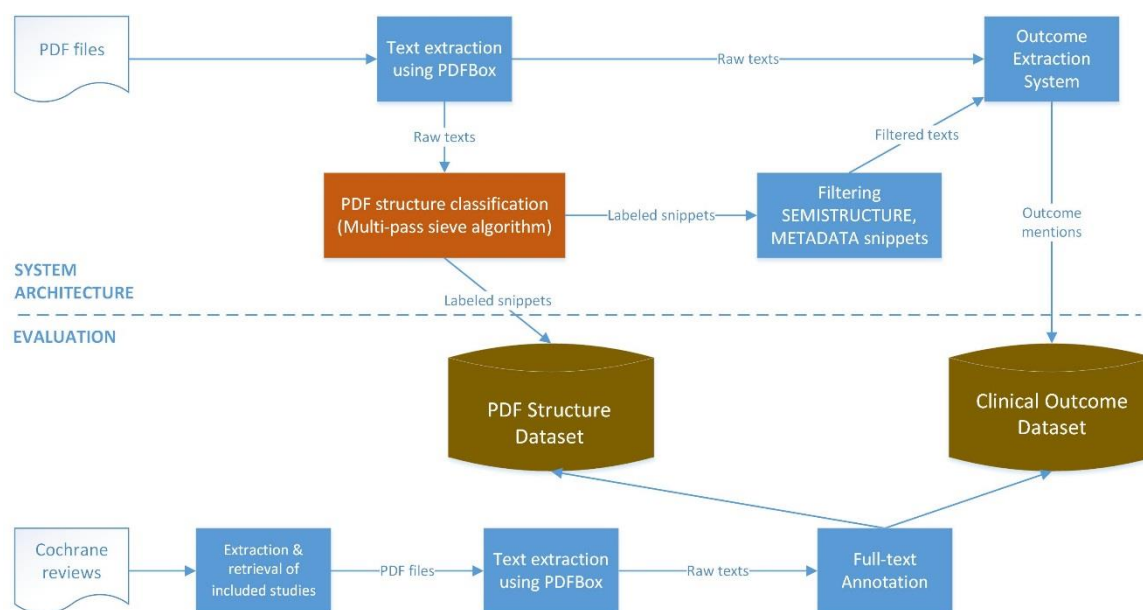 PDF files
Text extraction
using PDFBox
Raw texts
Outcome
Extraction
System
Raw texts
Filtered texts
PDF structure classification
(Multi-pass sieve algorithm)
Labeled snippets
Filtering
SEMISTRUCTURE,
METADATA snippets
Outcome
mentions
SYSTEM
ARCHITECTURE
Labeled snippets
EVALUATION
PDF Structure
Dataset
Clinical Outcome
Dataset
Cochrane
reviews
Extraction &
retrieval of
included studies
PDF files
Text extraction
using PDFBox
Raw texts
Full-text
Annotation